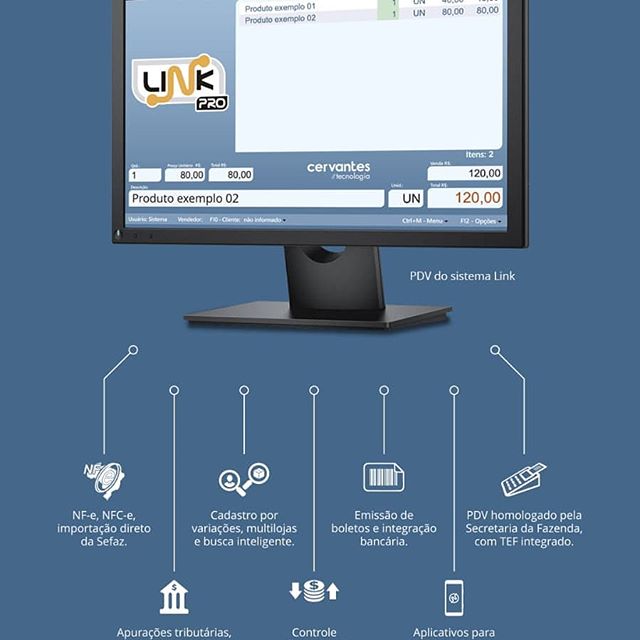 Produto exemplo 01 1 UN
Produto exemplo 02 1 UN 80,00 80,00
LINK
PRO
Itens: 2
Qtd.: Preço Unitário R$: Total R$: Venda R$:
1 80,00 80,00 cervantes 120,00
//tecnologia
Descrição Unid.: Total R$:
Produto exemplo 02 UN 120,00
Usuário: Sistema Vendedor: F10 - Cliente: não informado Ctrl+M - Menu F12 - Opções
PDV do sistema Link
NF-e, NFC-e,
importação direto
da Sefaz.
Cadastro por
variações, multilojas
e busca inteligente.
Emissão de
boletos e integração
bancária.
PDV homologado pela
Secretaria da Fazenda,
com TEF integrado.
NF
Apurações tributárias,
Controle
Aplicativos para